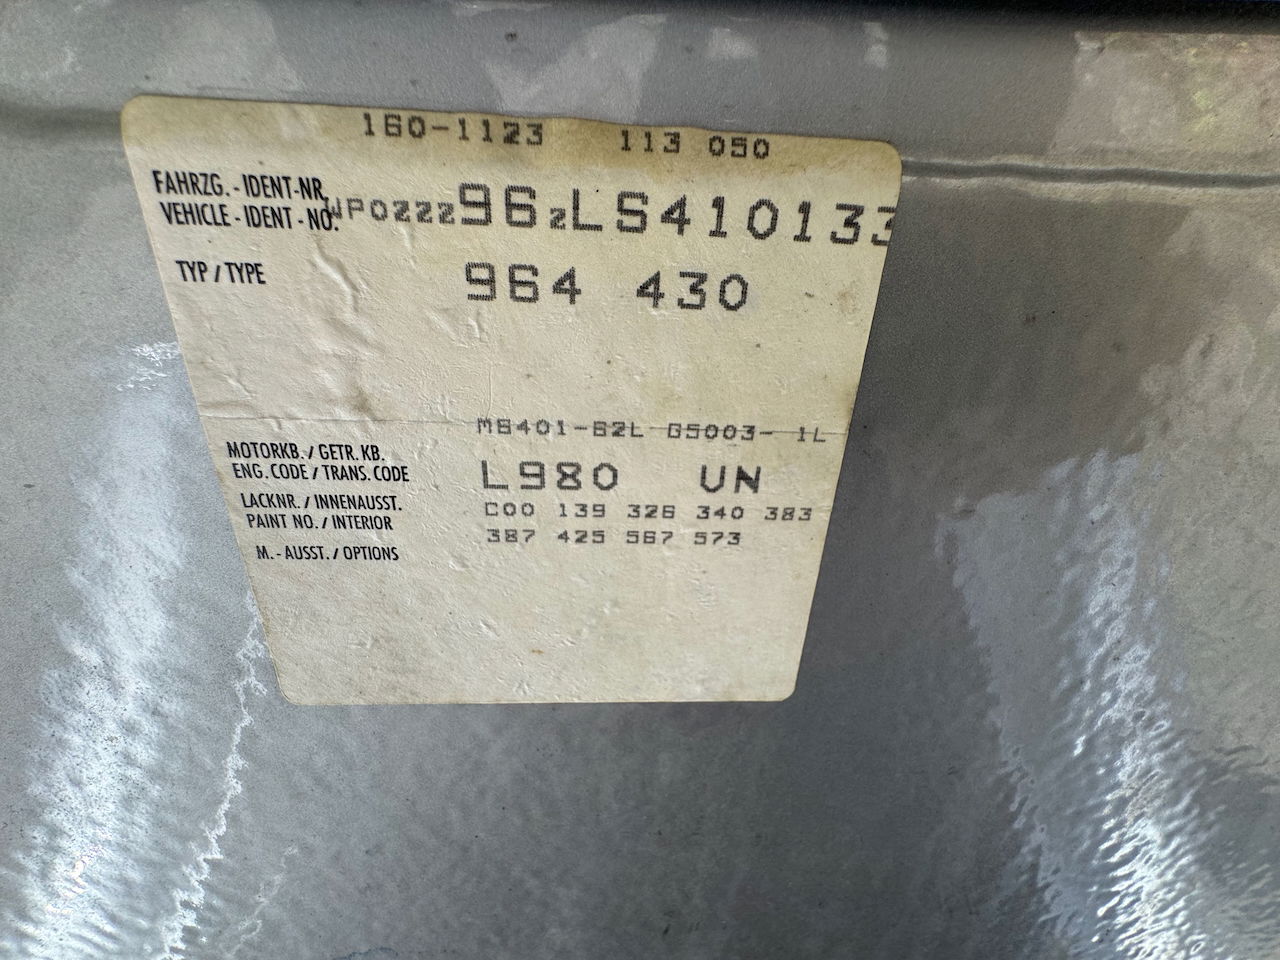 160-1123 113 050
FAHRZG.-IDENT-NR.
VEHICLE-IDENT-NO.
WP0ZZZ96ZLS410133
TYP/TYPE 964 430
M6401-62L G5003- 1L
MOTORKB./GETR.KB.
ENG.CODE/TRANS.CODE
L980 UN
LACKNR./INNENAUSST.
PAINT NO./INTERIOR
C00 139 326 340 383
387 425 567 573
M.-AUSST./OPTIONS